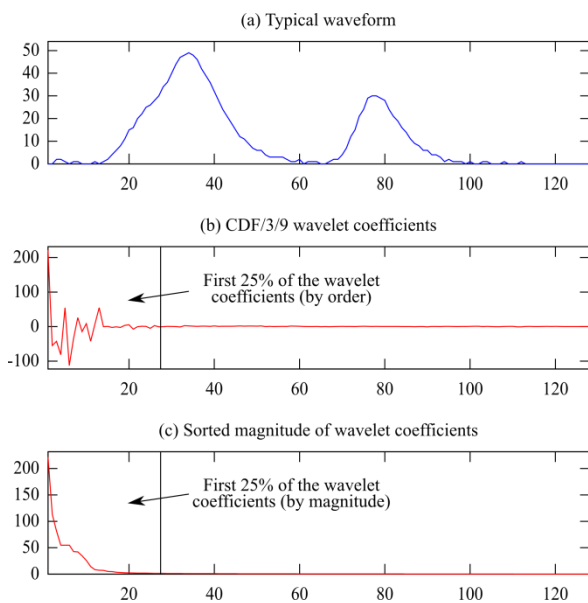 (a) Typical waveform
50
40
30
20
10
0
20 40 60 80 100 120
(b) CDF/3/9 wavelet coefficients
200
100
0
-100
First 25% of the wavelet
coefficients (by order)
20 40 60 80 100 120
(c) Sorted magnitude of wavelet coefficients
200
150
100
50
0
First 25% of the wavelet
coefficients (by magnitude)
20 40 60 80 100 120